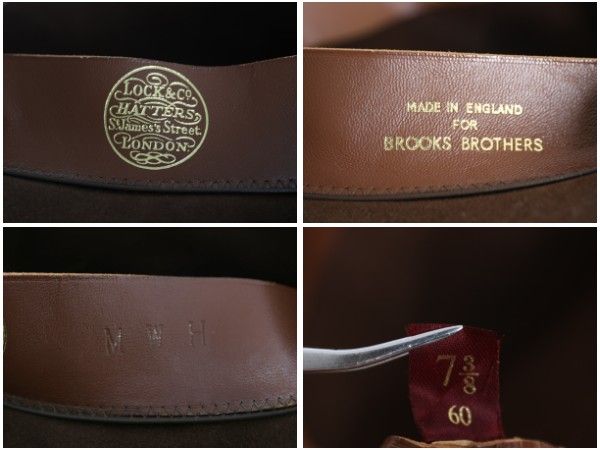 LOCK & CO.
HATTERS,
St. James's Street
LONDON
MADE IN ENGLAND
FOR
BROOKS BROTHERS
M W H
7 3/8
60